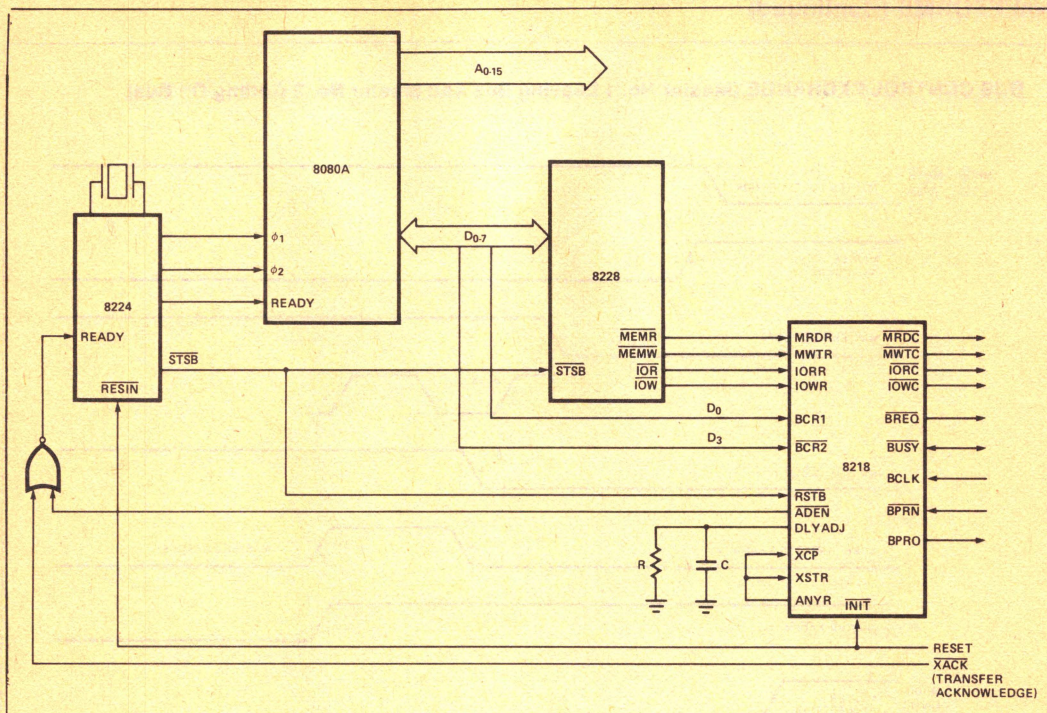 A0-15
8080A
D0-7
8228
8224
ϕ1
ϕ2
READY
READY
STSB
RESIN
STSB
MEMR
MEMW
IOR
IOW
D0
D3
MRDR
MWTR
IORR
IOWR
BCR1
BCR2
RSTB
ADEN
DLYADJ
XCP
XSTR
ANYR
8218
INIT
MRDC
MWTC
IORC
IOWC
BREQ
BUSY
BCLK
BPRN
BPRO
R
C
RESET
XACK
(TRANSFER
ACKNOWLEDGE)